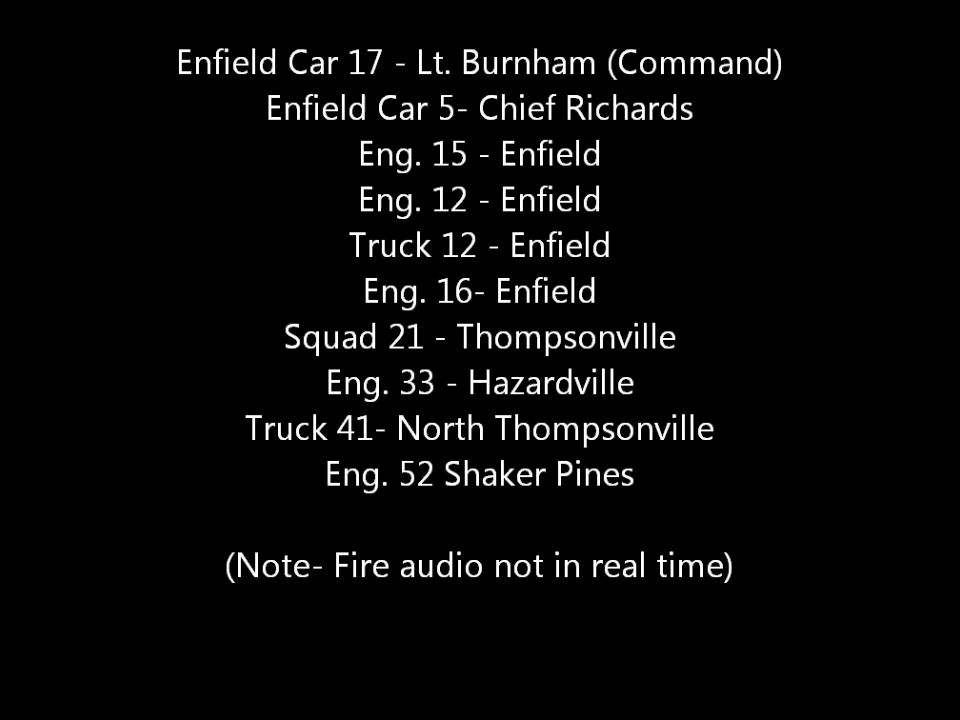 Enfield Car 17 - Lt. Burnham (Command)
Enfield Car 5- Chief Richards
Eng. 15 - Enfield
Eng. 12 - Enfield
Truck 12 - Enfield
Eng. 16- Enfield
Squad 21 - Thompsonville
Eng. 33 - Hazardville
Truck 41- North Thompsonville
Eng. 52 Shaker Pines
(Note- Fire audio not in real time)